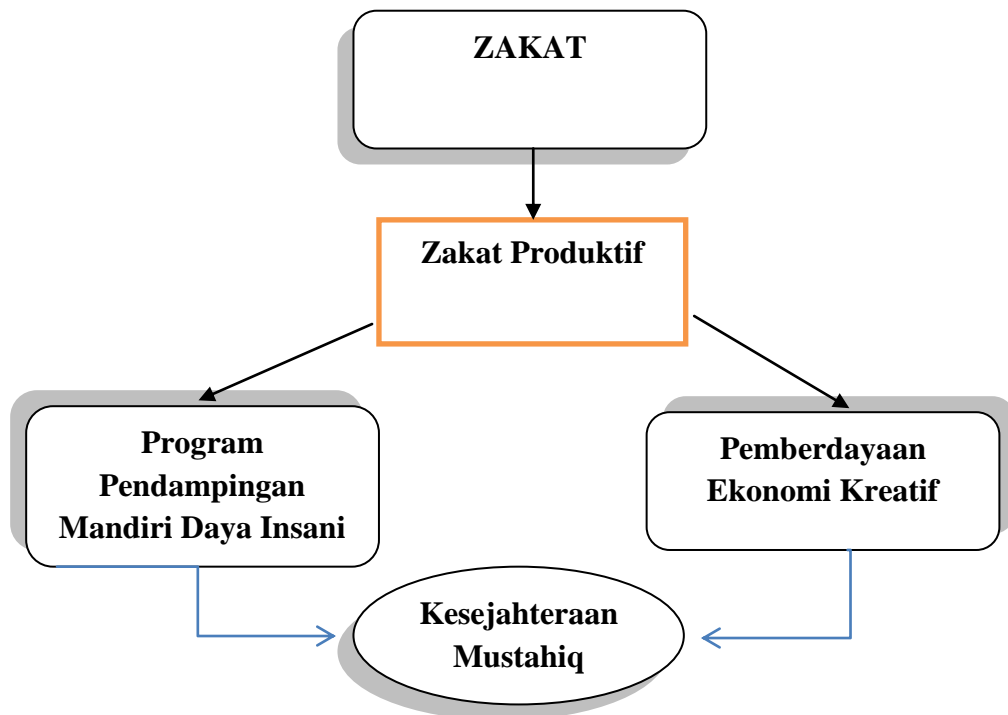 ZAKAT
Zakat Produktif
Program
Pendampingan
Mandiri Daya Insani
Pemberdayaan
Ekonomi Kreatif
Kesejahteraan
Mustahiq